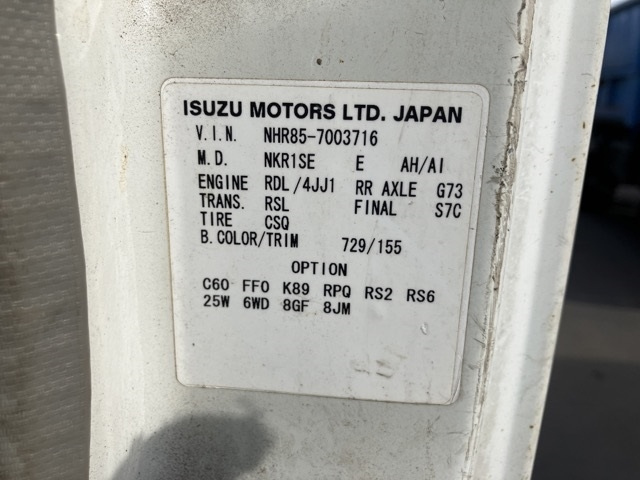 ISUZU MOTORS LTD. JAPAN
V.I.N. NHR85-7003716
M.D. NKR1SE E AH/AI
ENGINE RDL/4JJ1 RR AXLE G73
TRANS. RSL FINAL S7C
TIRE CSQ
B.COLOR/TRIM 729/155
OPTION
C60 FF0 K89 RPQ RS2 RS6
25W 6WD 8GF 8JM